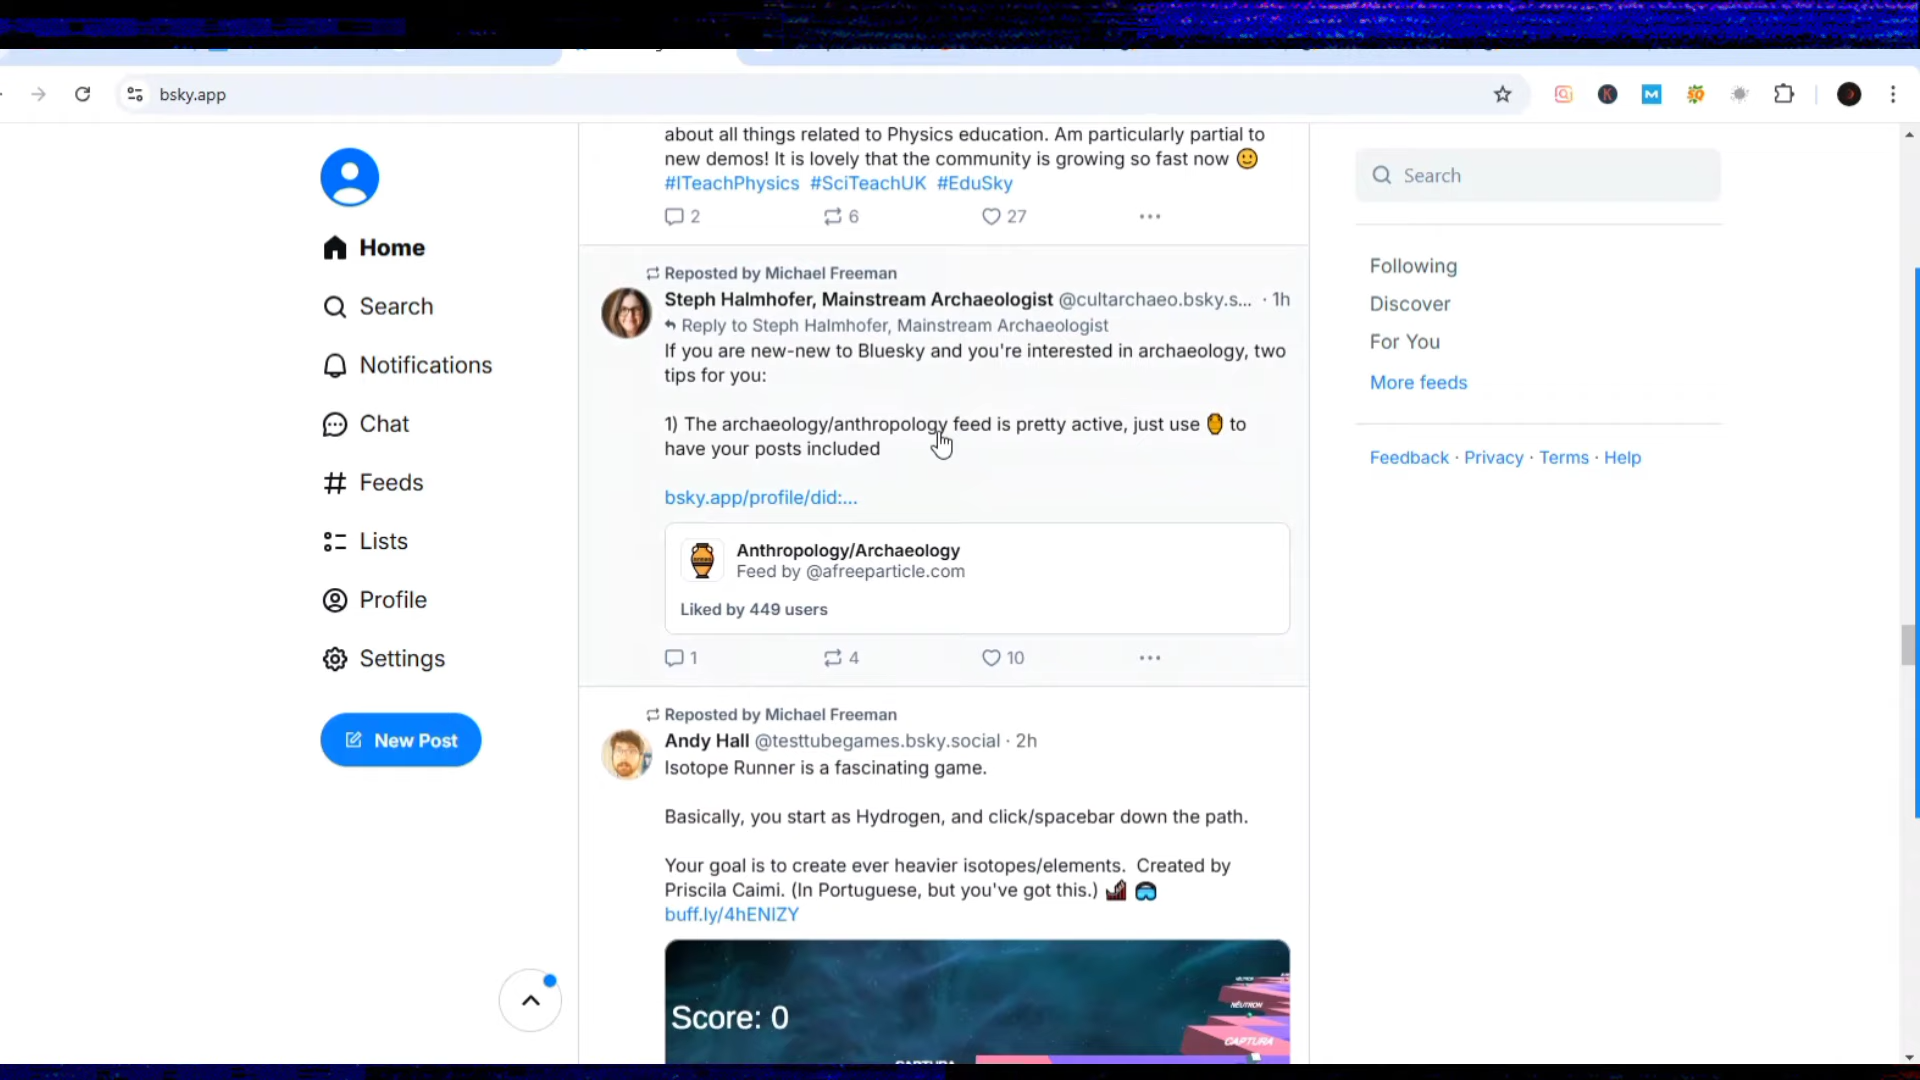 bsky.app
about all things related to Physics education. Am particularly partial to
new demos! It is lovely that the community is growing so fast now 🙂
#ITeachPhysics #SciTeachUK #EduSky
2 6 27
Home
Search
Notifications
Chat
Feeds
Lists
Profile
Settings
New Post
Reposted by Michael Freeman
Steph Halmhofer, Mainstream Archaeologist @cultarchaeo.bsky.s... · 1h
Reply to Steph Halmhofer, Mainstream Archaeologist
If you are new-new to Bluesky and you're interested in archaeology, two
tips for you:
1) The archaeology/anthropology feed is pretty active, just use 🏺 to
have your posts included
bsky.app/profile/did:...
Anthropology/Archaeology
Feed by @afreeparticle.com
Liked by 449 users
1 4 10
Reposted by Michael Freeman
Andy Hall @testtubegames.bsky.social · 2h
Isotope Runner is a fascinating game.
Basically, you start as Hydrogen, and click/spacebar down the path.
Your goal is to create ever heavier isotopes/elements. Created by
Priscila Caimi. (In Portuguese, but you've got this.)
buff.ly/4hENIZY
Score: 0
NÊUTRON
CAPTURA
Search
Following
Discover
For You
More feeds
Feedback · Privacy · Terms · Help